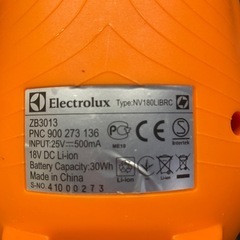 Electrolux Type:NV180LIBRC
ZB3013
PNC 900 273 136
INPUT:25V⎓500mA
18V DC Li-ion
Battery Capacity:30Wh
Made in China
S-NO.41000273
ME10
Li-ion
Intertek